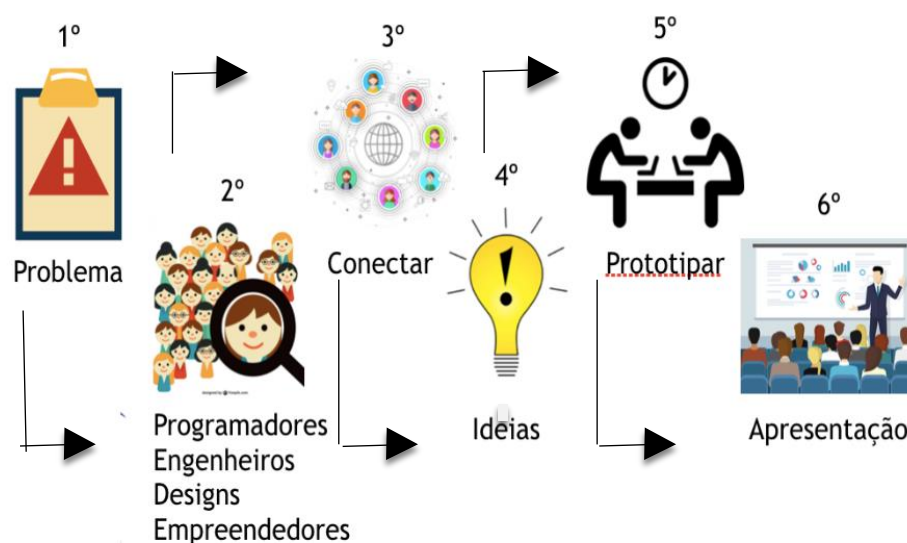 1º
Problema
2º
Programadores
Engenheiros
Designs
Empreendedores
3º
Conectar
4º
Ideias
5º
Prototipar
6º
Apresentação